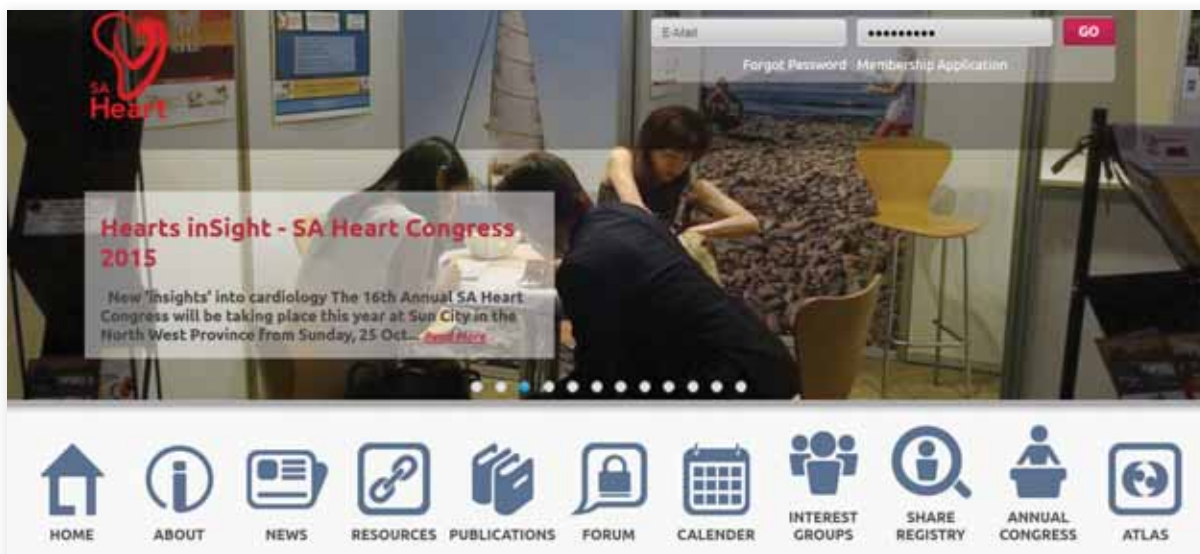 SA
Heart
E-Mail
•••••••••
GO
Forgot Password Membership Application
Hearts inSight - SA Heart Congress
2015
New 'insights' into cardiology The 16th Annual SA Heart
Congress will be taking place this year at Sun City in the
North West Province from Sunday, 25 Oct... Read More
HOME
ABOUT
NEWS
RESOURCES
PUBLICATIONS
FORUM
CALENDER
INTEREST
GROUPS
SHARE
REGISTRY
ANNUAL
CONGRESS
ATLAS